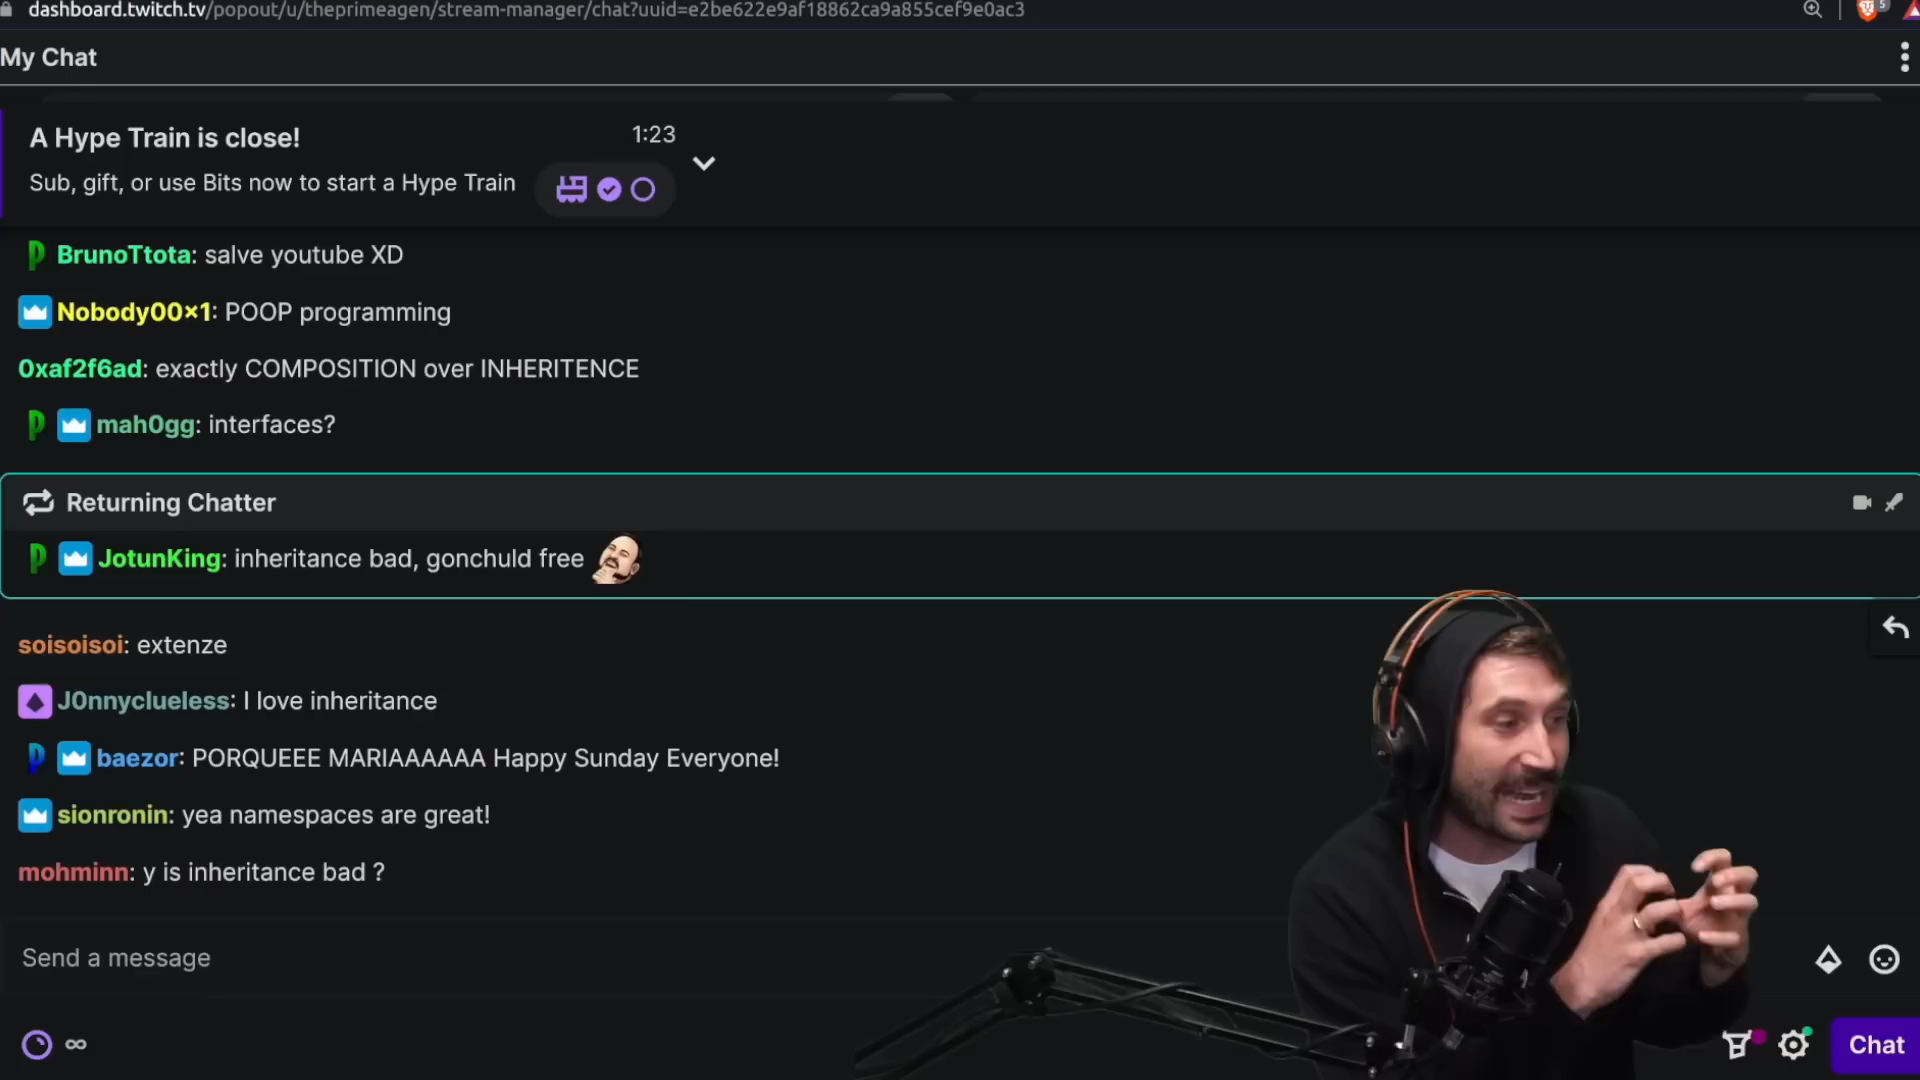 dashboard.twitch.tv/popout/u/theprimeagen/stream-manager/chat?uuid=e2be622e9af18862ca9a855cef9e0ac3
5
My Chat
A Hype Train is close!
1:23
Sub, gift, or use Bits now to start a Hype Train
BrunoTtota: salve youtube XD
Nobody00x1: POOP programming
0xaf2f6ad: exactly COMPOSITION over INHERITENCE
mah0gg: interfaces?
Returning Chatter
JotunKing: inheritance bad, gonchuld free
soisoisoi: extenze
J0nnyclueless: I love inheritance
baezor: PORQUEEE MARIAAAAAA Happy Sunday Everyone!
sionronin: yea namespaces are great!
mohminn: y is inheritance bad ?
Send a message
∞
Chat